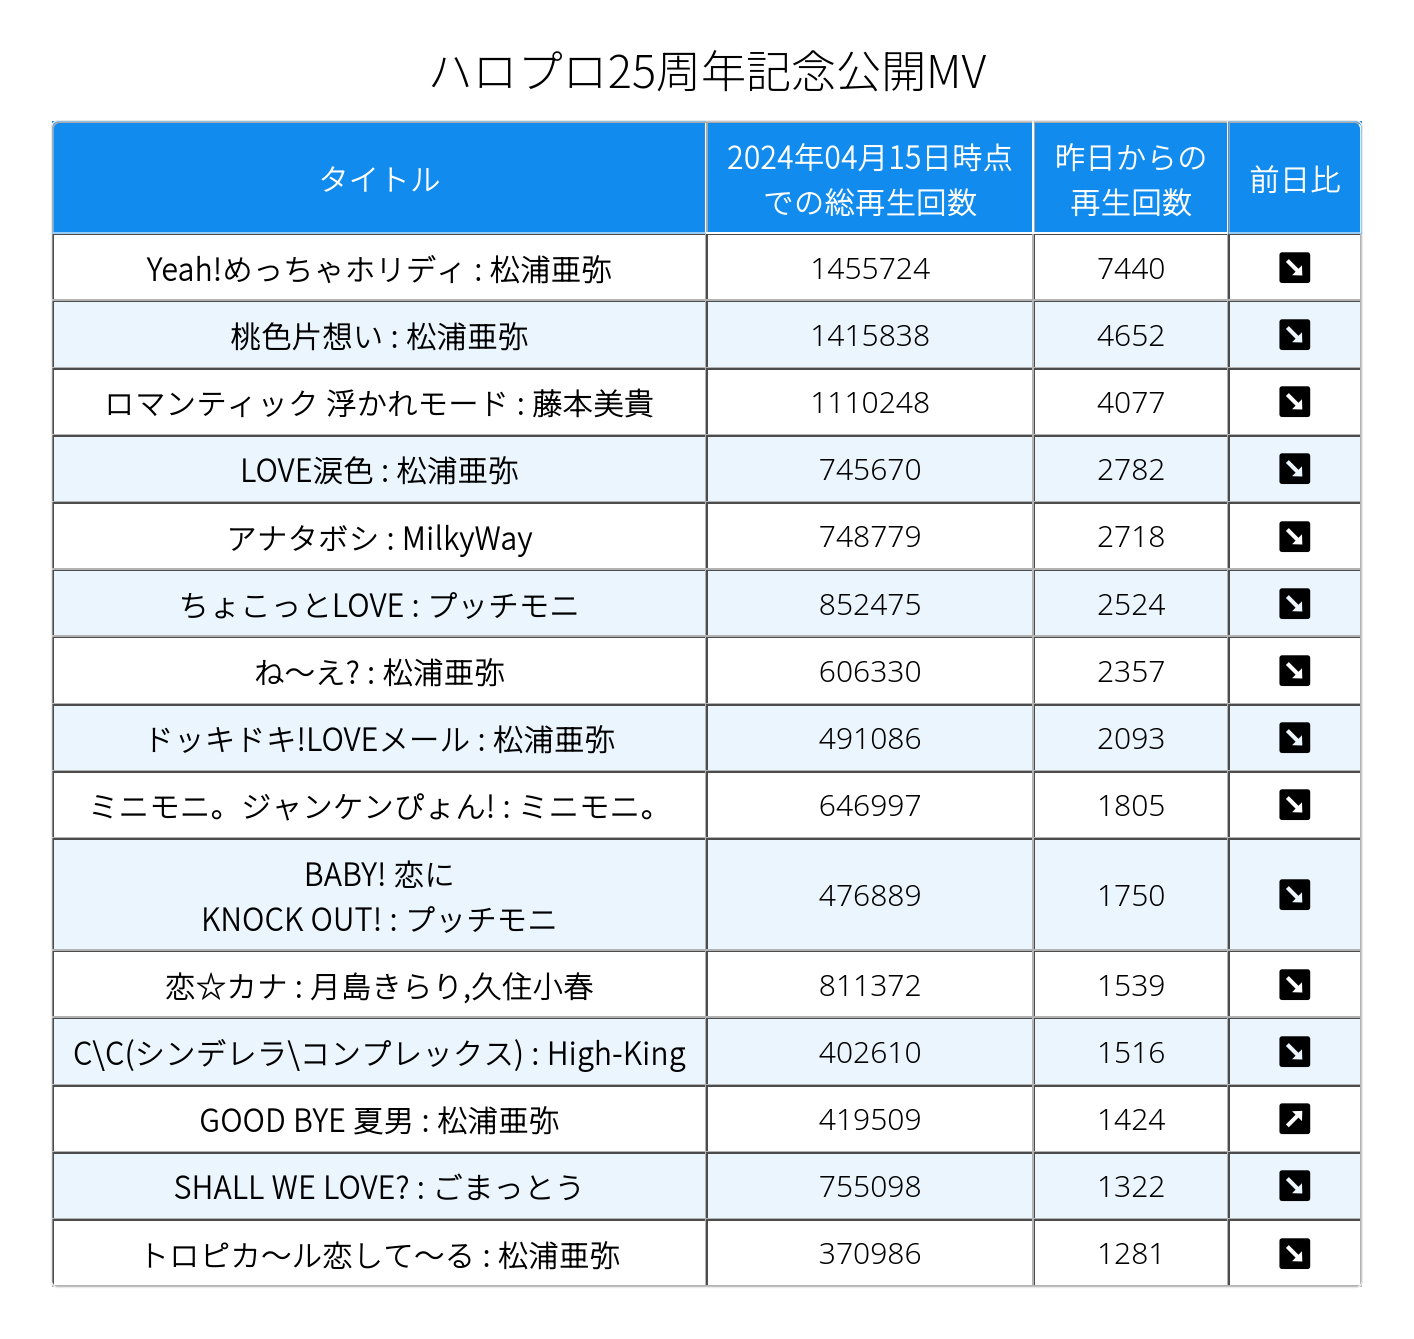 ハロプロ25周年記念公開MV
タイトル
2024年04月15日時点
での総再生回数
昨日からの
再生回数
前日比
Yeah!めっちゃホリディ : 松浦亜弥 1455724 7440 ↘
桃色片想い : 松浦亜弥 1415838 4652 ↘
ロマンティック 浮かれモード : 藤本美貴 1110248 4077 ↘
LOVE涙色 : 松浦亜弥 745670 2782 ↘
アナタボシ : MilkyWay 748779 2718 ↘
ちょこっとLOVE : プッチモニ 852475 2524 ↘
ね〜え? : 松浦亜弥 606330 2357 ↘
ドッキドキ!LOVEメール : 松浦亜弥 491086 2093 ↘
ミニモニ。ジャンケンぴょん! : ミニモニ。 646997 1805 ↘
BABY! 恋に
KNOCK OUT! : プッチモニ 476889 1750 ↘
恋☆カナ : 月島きらり,久住小春 811372 1539 ↘
C\C(シンデレラ\コンプレックス) : High-King 402610 1516 ↘
GOOD BYE 夏男 : 松浦亜弥 419509 1424 ↗
SHALL WE LOVE? : ごまっとう 755098 1322 ↘
トロピカ〜ル恋して〜る : 松浦亜弥 370986 1281 ↘